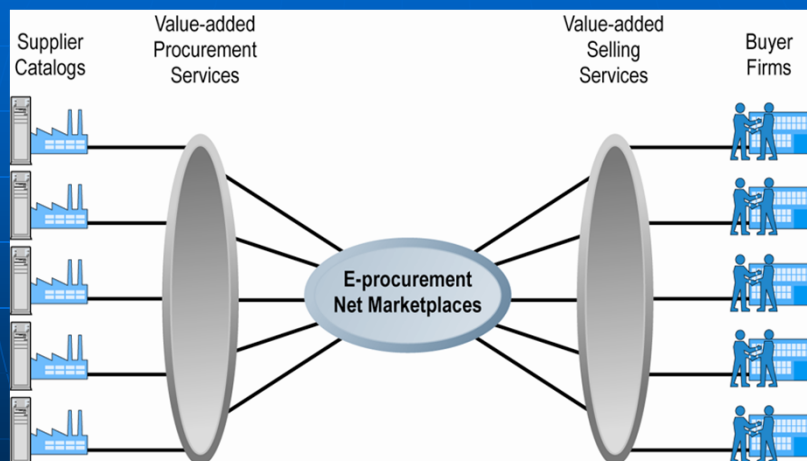 Supplier
Catalogs
Value-added
Procurement
Services
Value-added
Selling
Services
Buyer
Firms
E-procurement
Net Marketplaces